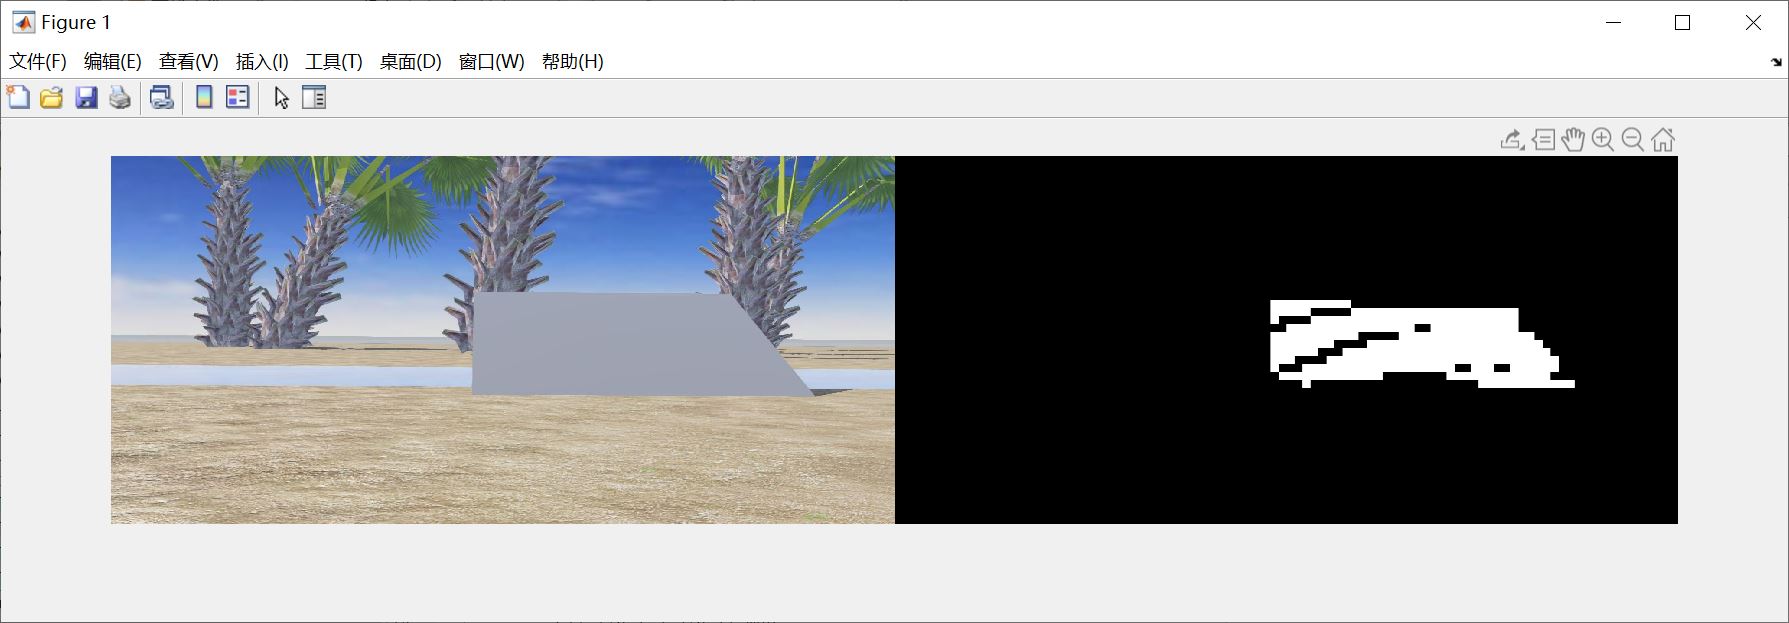 Figure 1
文件(F) 编辑(E) 查看(V) 插入(I) 工具(T) 桌面(D) 窗口(W) 帮助(H)